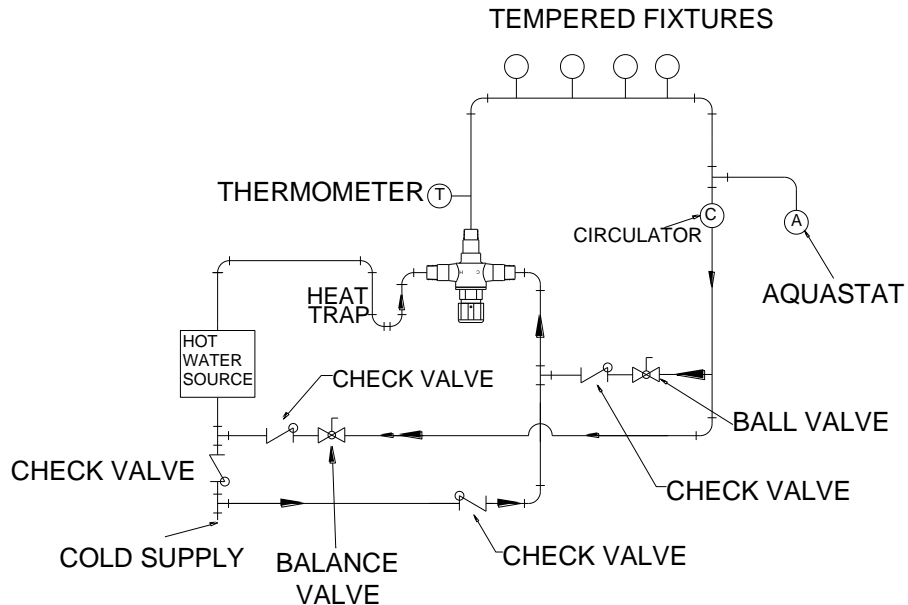 TEMPERED FIXTURES
THERMOMETER
T
C
CIRCULATOR
A
AQUASTAT
H C
HEAT
TRAP
HOT
WATER
SOURCE
CHECK VALVE
BALL VALVE
CHECK VALVE
CHECK VALVE
COLD SUPPLY
BALANCE
VALVE
CHECK VALVE